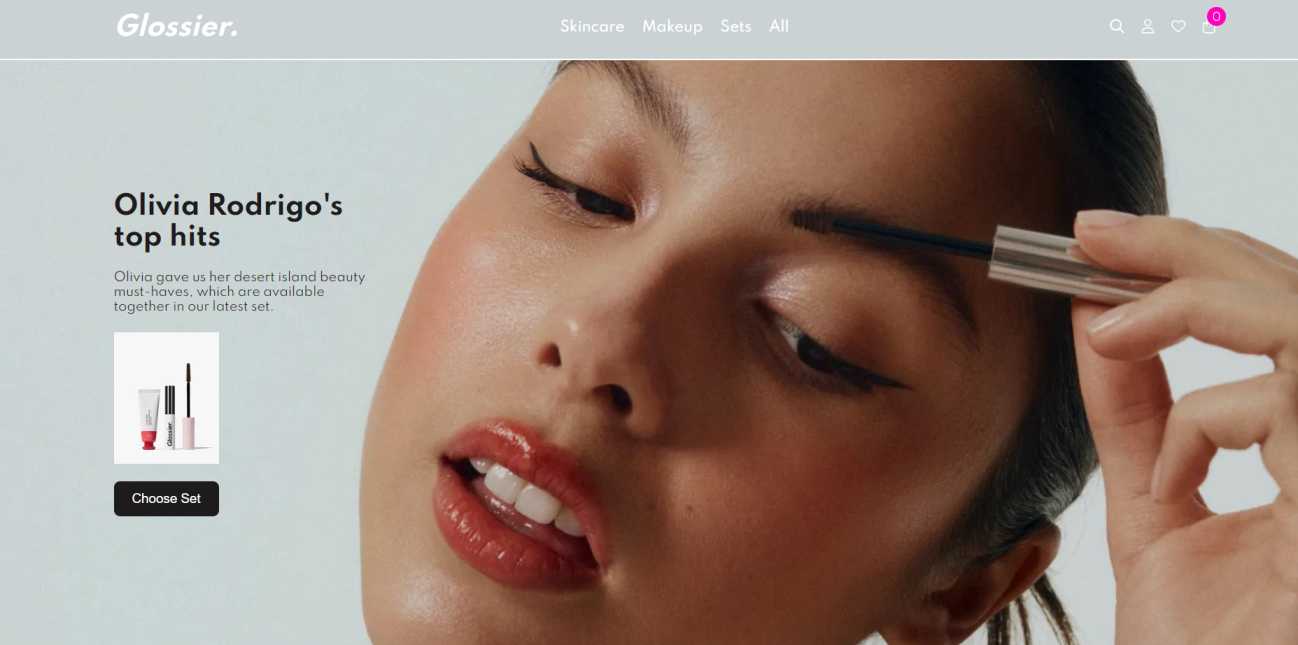 Glossier.
Skincare Makeup Sets All
0
Olivia Rodrigo's
top hits
Olivia gave us her desert island beauty
must-haves, which are available
together in our latest set.
Glossier
Choose Set